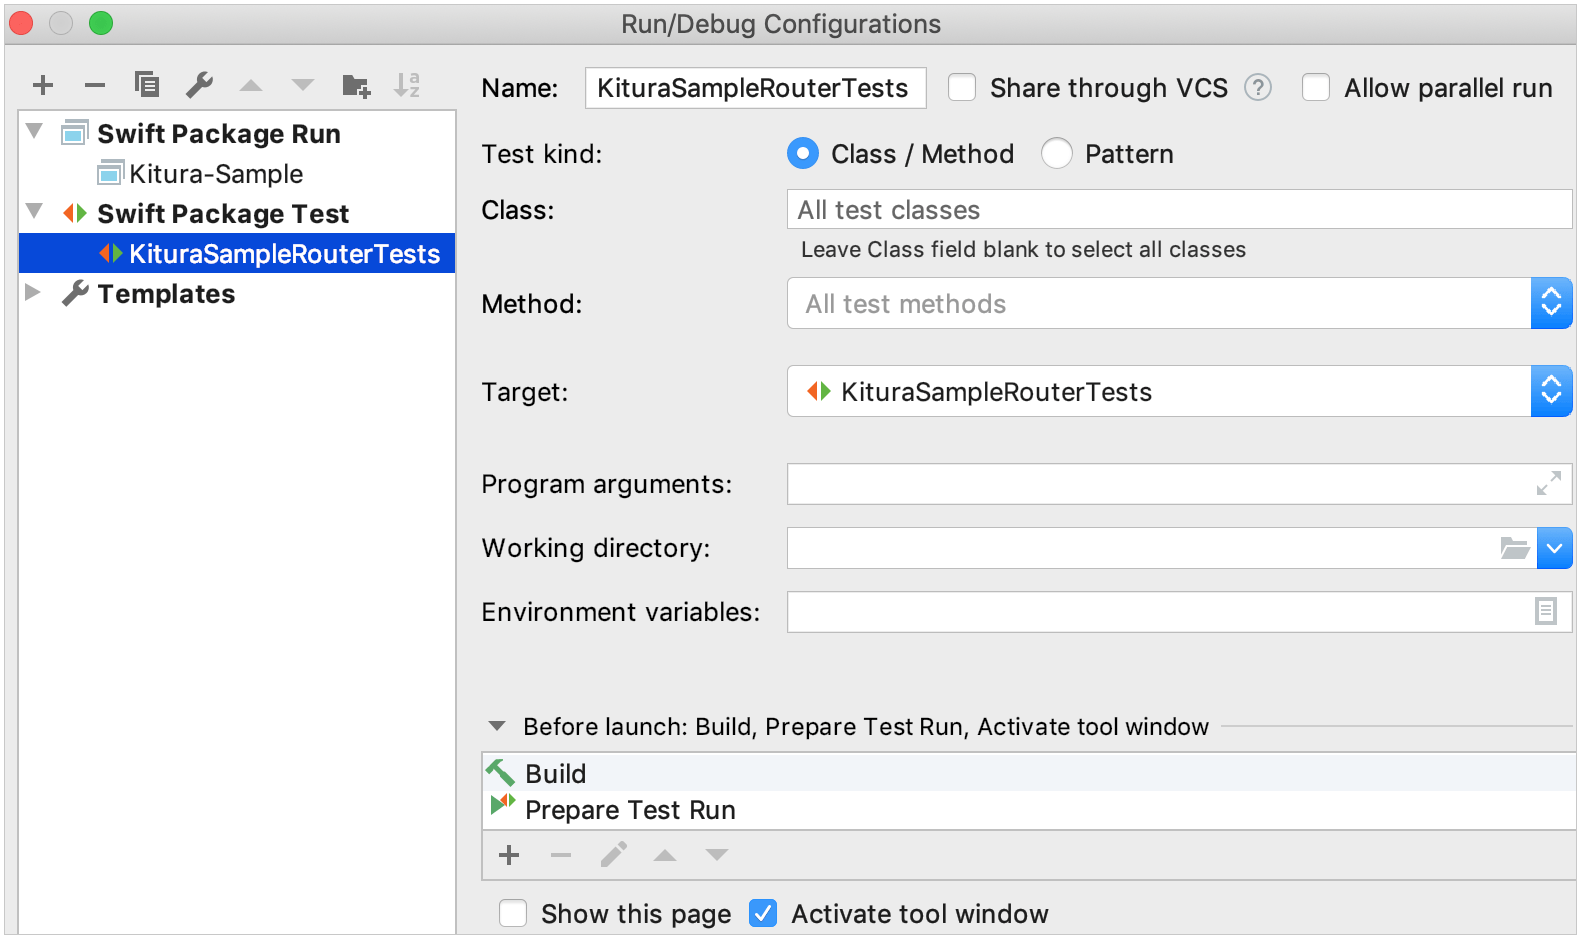 Run/Debug Configurations
Name: KituraSampleRouterTests Share through VCS ? Allow parallel run
Swift Package Run
Kitura-Sample
Swift Package Test
KituraSampleRouterTests
Templates
Test kind: Class / Method Pattern
Class: All test classes
Leave Class field blank to select all classes
Method: All test methods
Target: KituraSampleRouterTests
Program arguments:
Working directory:
Environment variables:
Before launch: Build, Prepare Test Run, Activate tool window
Build
Prepare Test Run
Show this page Activate tool window